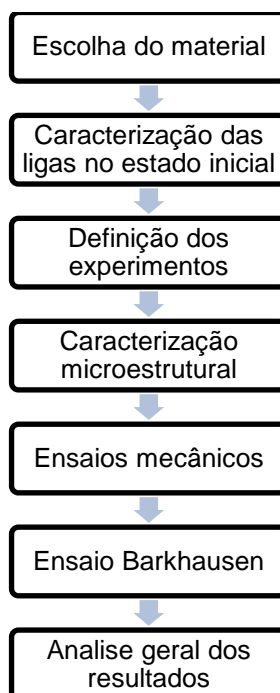 Escolha do material
Caracterização das
ligas no estado inicial
Definição dos
experimentos
Caracterização
microestrutural
Ensaios mecânicos
Ensaio Barkhausen
Analise geral dos
resultados